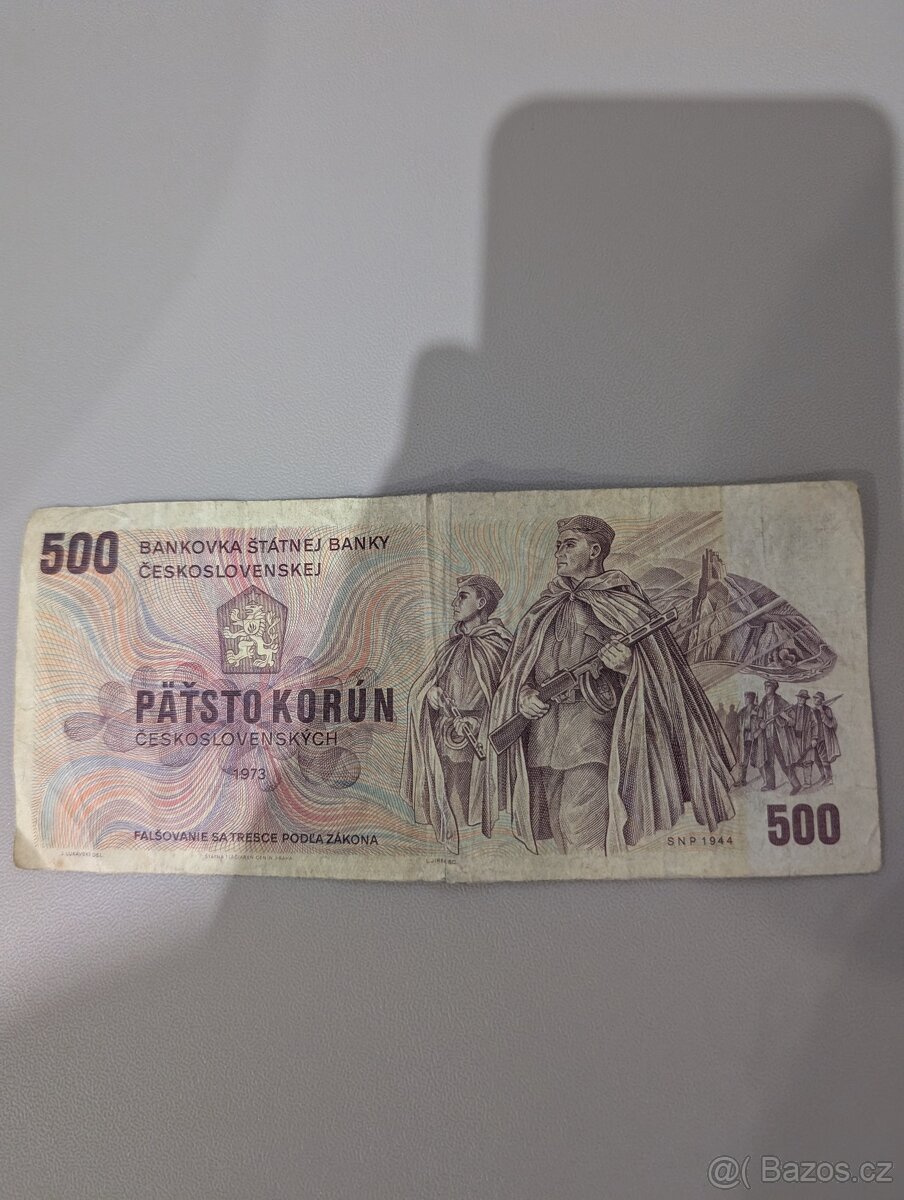 500
BANKOVKA ŠTÁTNEJ BANKY
ČESKOSLOVENSKEJ
PÄŤSTO KORÚN
ČESKOSLOVENSKÝCH
1973
FALŠOVANIE SA TRESCE PODĽA ZÁKONA
SNP 1944
500
@( Bazos.cz